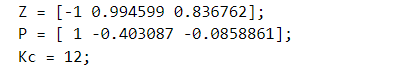 Z = [-1 0.994599 0.836762];
P = [ 1 -0.403087 -0.0858861];
Kc = 12;